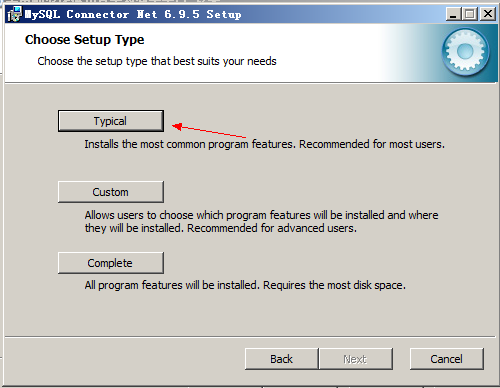 MySQL Connector Net 6.9.5 Setup
Choose Setup Type
Choose the setup type that best suits your needs
Typical
Installs the most common program features. Recommended for most users.
Custom
Allows users to choose which program features will be installed and where
they will be installed. Recommended for advanced users.
Complete
All program features will be installed. Requires the most disk space.
Back
Next
Cancel